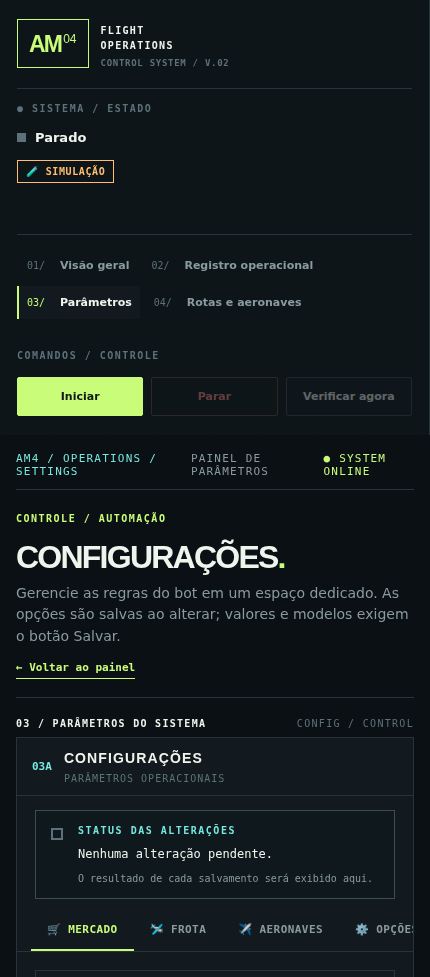 AM04
FLIGHT
OPERATIONS
CONTROL SYSTEM / V.02
● SISTEMA / ESTADO
Parado
🧪 SIMULAÇÃO
01/ Visão geral 02/ Registro operacional
03/ Parâmetros 04/ Rotas e aeronaves
COMANDOS / CONTROLE
Iniciar Parar Verificar agora
AM4 / OPERATIONS /
SETTINGS
PAINEL DE
PARÂMETROS
● SYSTEM
ONLINE
CONTROLE / AUTOMAÇÃO
CONFIGURAÇÕES.
Gerencie as regras do bot em um espaço dedicado. As
opções são salvas ao alterar; valores e modelos exigem
o botão Salvar.
← Voltar ao painel
03 / PARÂMETROS DO SISTEMA CONFIG / CONTROL
03A CONFIGURAÇÕES
PARÂMETROS OPERACIONAIS
STATUS DAS ALTERAÇÕES
Nenhuma alteração pendente.
O resultado de cada salvamento será exibido aqui.
🛒 MERCADO 🛩️ FROTA ✈️ AERONAVES ⚙️ OPÇÕES